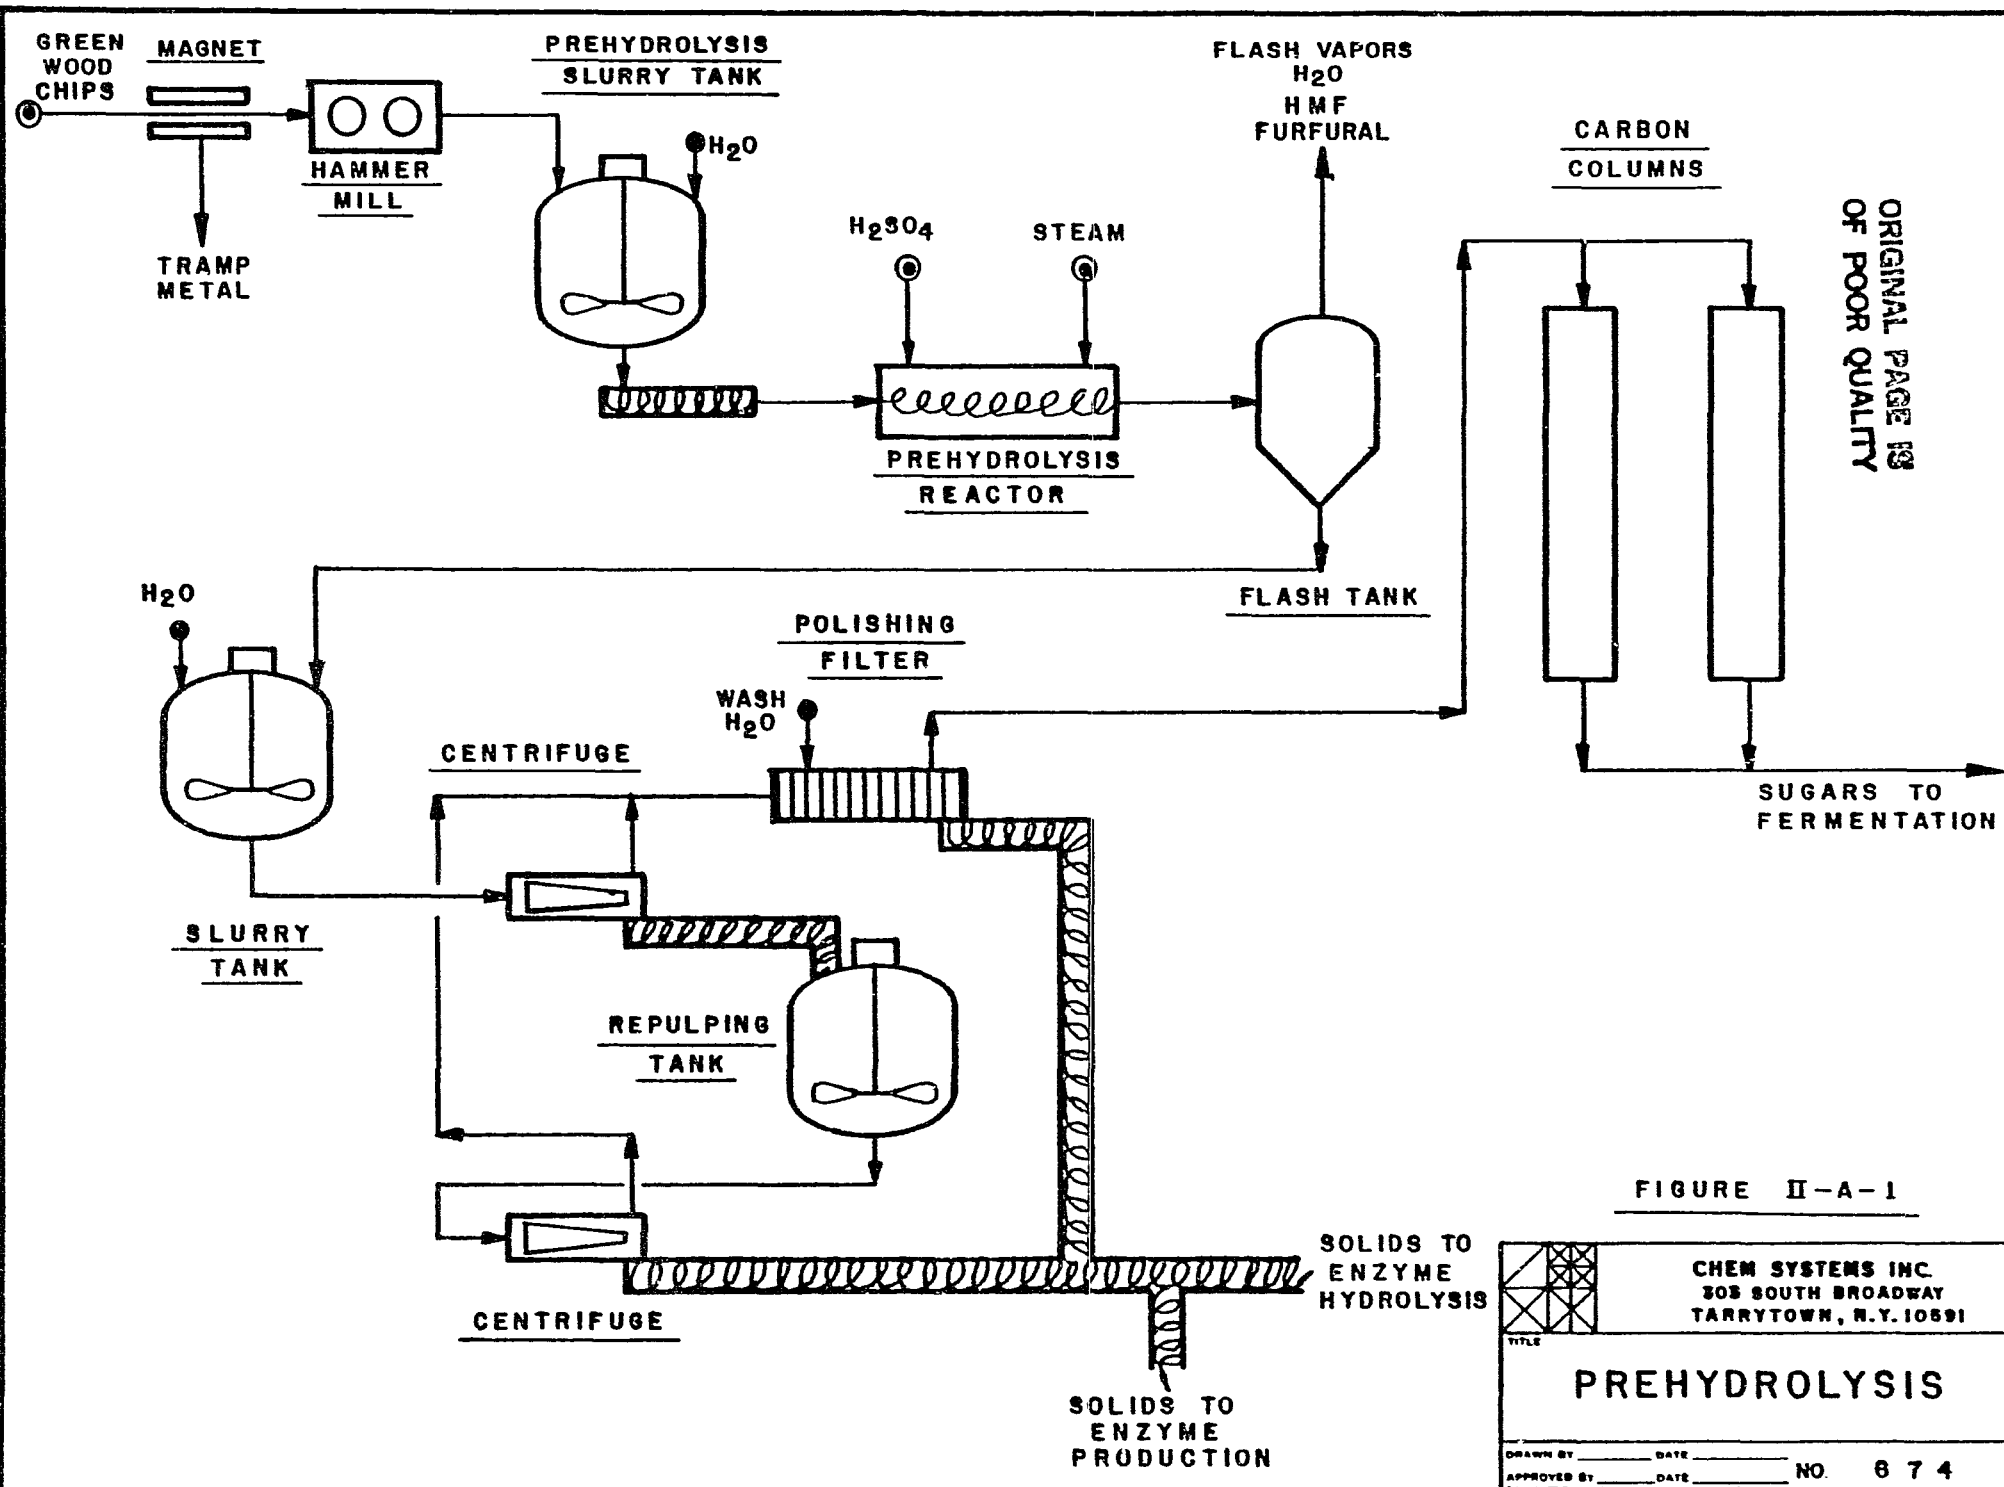 GREEN
WOOD
CHIPS
MAGNET
TRAMP
METAL
HAMMER
MILL
PREHYDROLYSIS
SLURRY TANK
H2O
H2SO4
STEAM
PREHYDROLYSIS
REACTOR
FLASH VAPORS
H2O
HMF
FURFURAL
FLASH TANK
CARBON
COLUMNS
ORIGINAL PAGE IS
OF POOR QUALITY
H2O
SLURRY
TANK
CENTRIFUGE
POLISHING
FILTER
WASH
H2O
SUGARS TO
FERMENTATION
REPULPING
TANK
CENTRIFUGE
SOLIDS TO
ENZYME
HYDROLYSIS
SOLIDS TO
ENZYME
PRODUCTION
FIGURE II-A-1
CHEM SYSTEMS INC.
303 SOUTH BROADWAY
TARRYTOWN, N.Y. 10591
TITLE
PREHYDROLYSIS
DRAWN BY DATE
APPROVED BY DATE
NO. 674